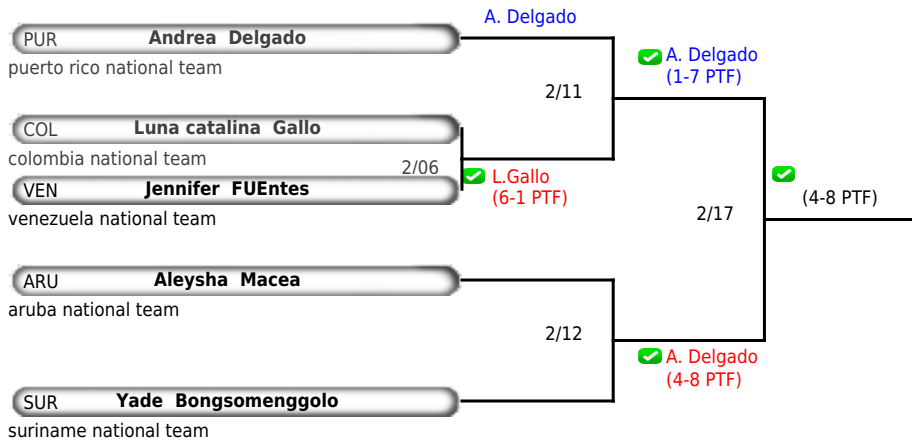 A. Delgado
PUR Andrea Delgado
puerto rico national team
A. Delgado
(1-7 PTF)
2/11
COL Luna catalina Gallo
colombia national team
2/06
L.Gallo
(6-1 PTF)
VEN Jennifer FUEntes
venezuela national team
(4-8 PTF)
2/17
ARU Aleysha Macea
aruba national team
2/12
A. Delgado
(4-8 PTF)
SUR Yade Bongsomenggolo
suriname national team